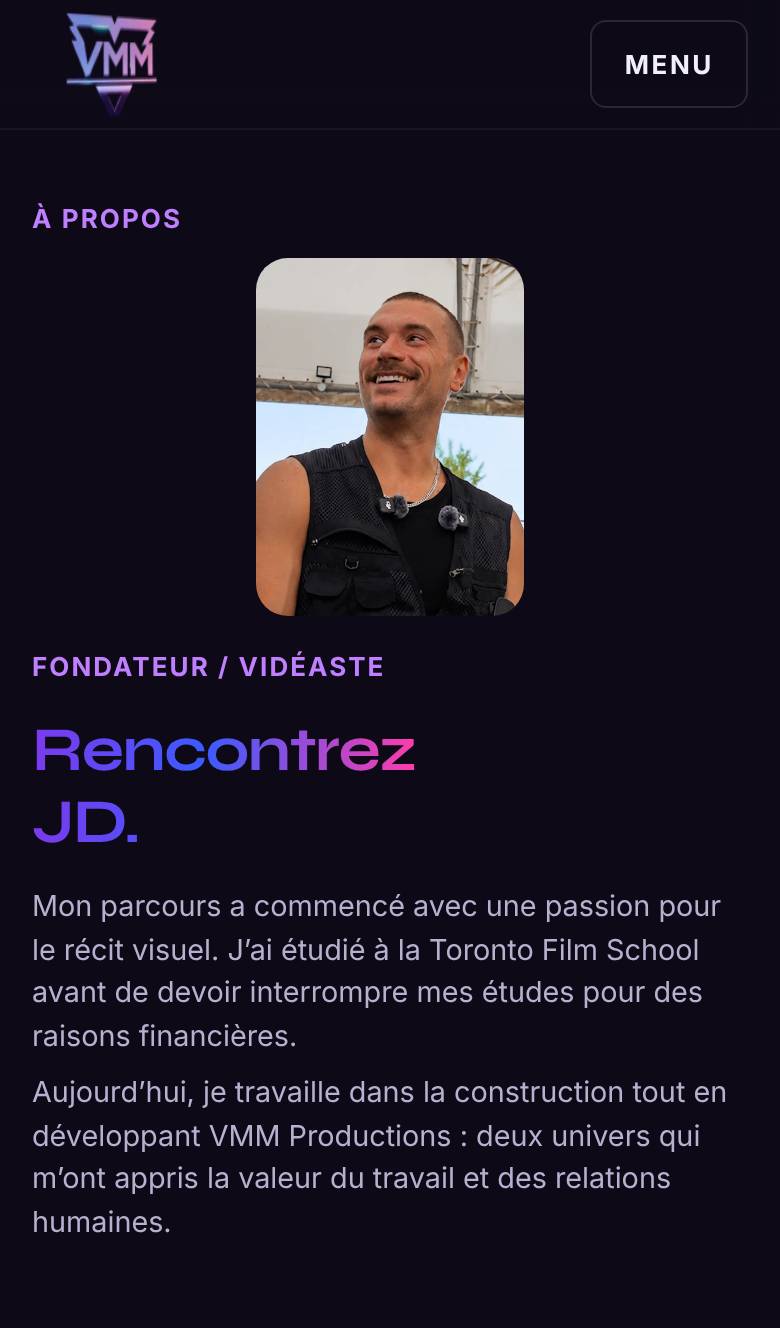 VMM
MENU
À PROPOS
FONDATEUR / VIDÉASTE
Rencontrez
JD.
Mon parcours a commencé avec une passion pour
le récit visuel. J’ai étudié à la Toronto Film School
avant de devoir interrompre mes études pour des
raisons financières.
Aujourd’hui, je travaille dans la construction tout en
développant VMM Productions : deux univers qui
m’ont appris la valeur du travail et des relations
humaines.